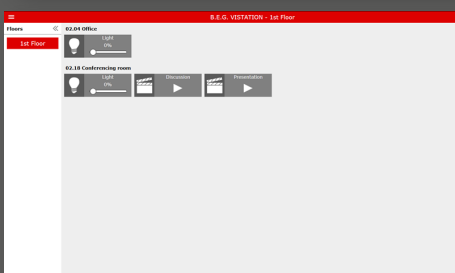 B.E.G. VISTATION - 1st Floor
Floors
1st Floor
02.04 Office
Light
0%
02.18 Conferencing room
Light
0%
Discussion
Presentation